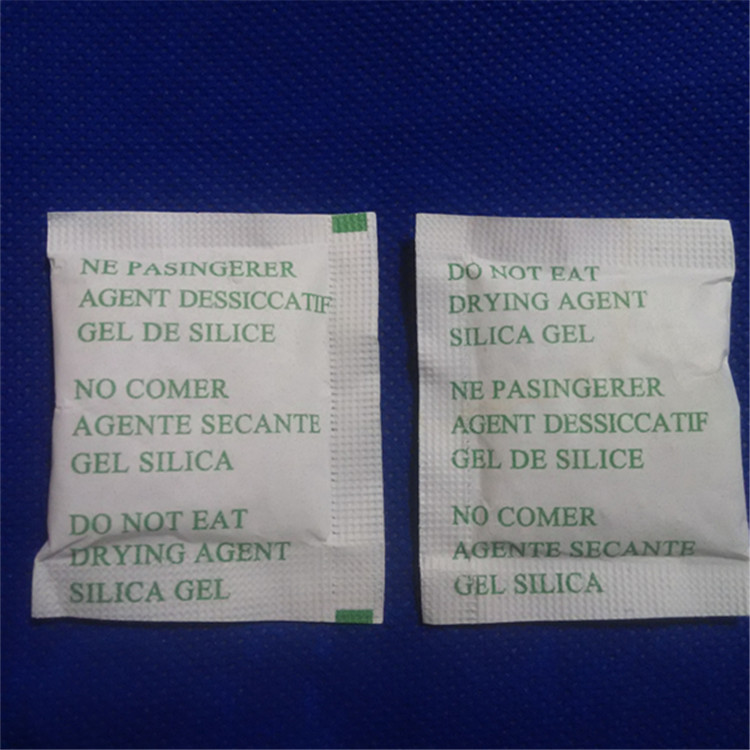 NE PASINGERER
AGENT DESSICCATIF
GEL DE SILICE
NO COMER
AGENTE SECANTE
GEL SILICA
DO NOT EAT
DRYING AGENT
SILICA GEL
DO NOT EAT
DRYING AGENT
SILICA GEL
NE PASINGERER
AGENT DESSICCATIF
GEL DE SILICE
NO COMER
AGENTE SECANTE
GEL SILICA